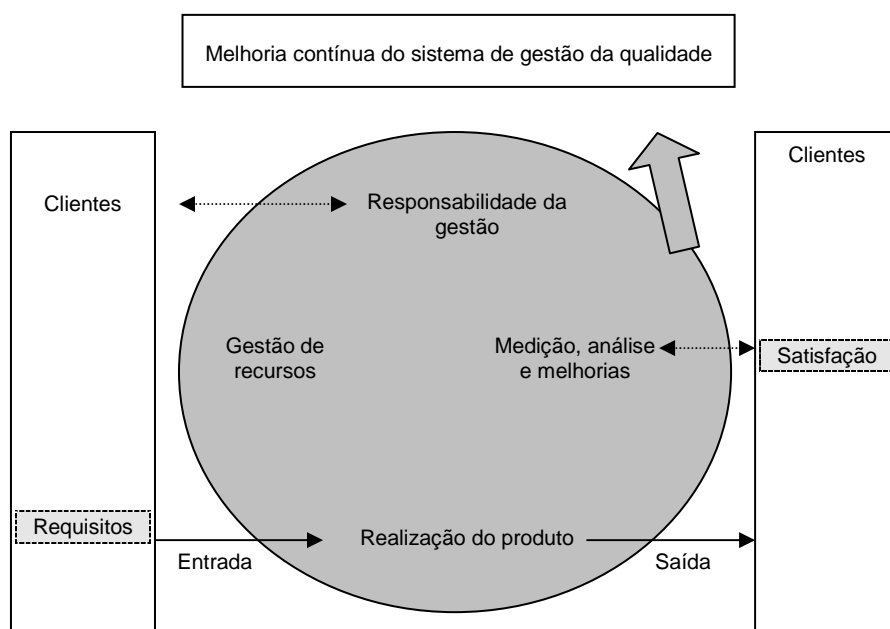 Melhoria contínua do sistema de gestão da qualidade
Clientes
Clientes
Responsabilidade da
gestão
Gestão de
recursos
Medição, análise
e melhorias
Satisfação
Requisitos
Entrada
Realização do produto
Saída